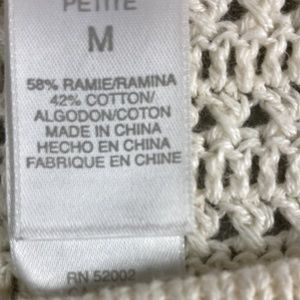 PETITE
M
58% RAMIE/RAMINA
42% COTTON/
ALGODON/COTON
MADE IN CHINA
HECHO EN CHINA
FABRIQUE EN CHINE
RN 52002